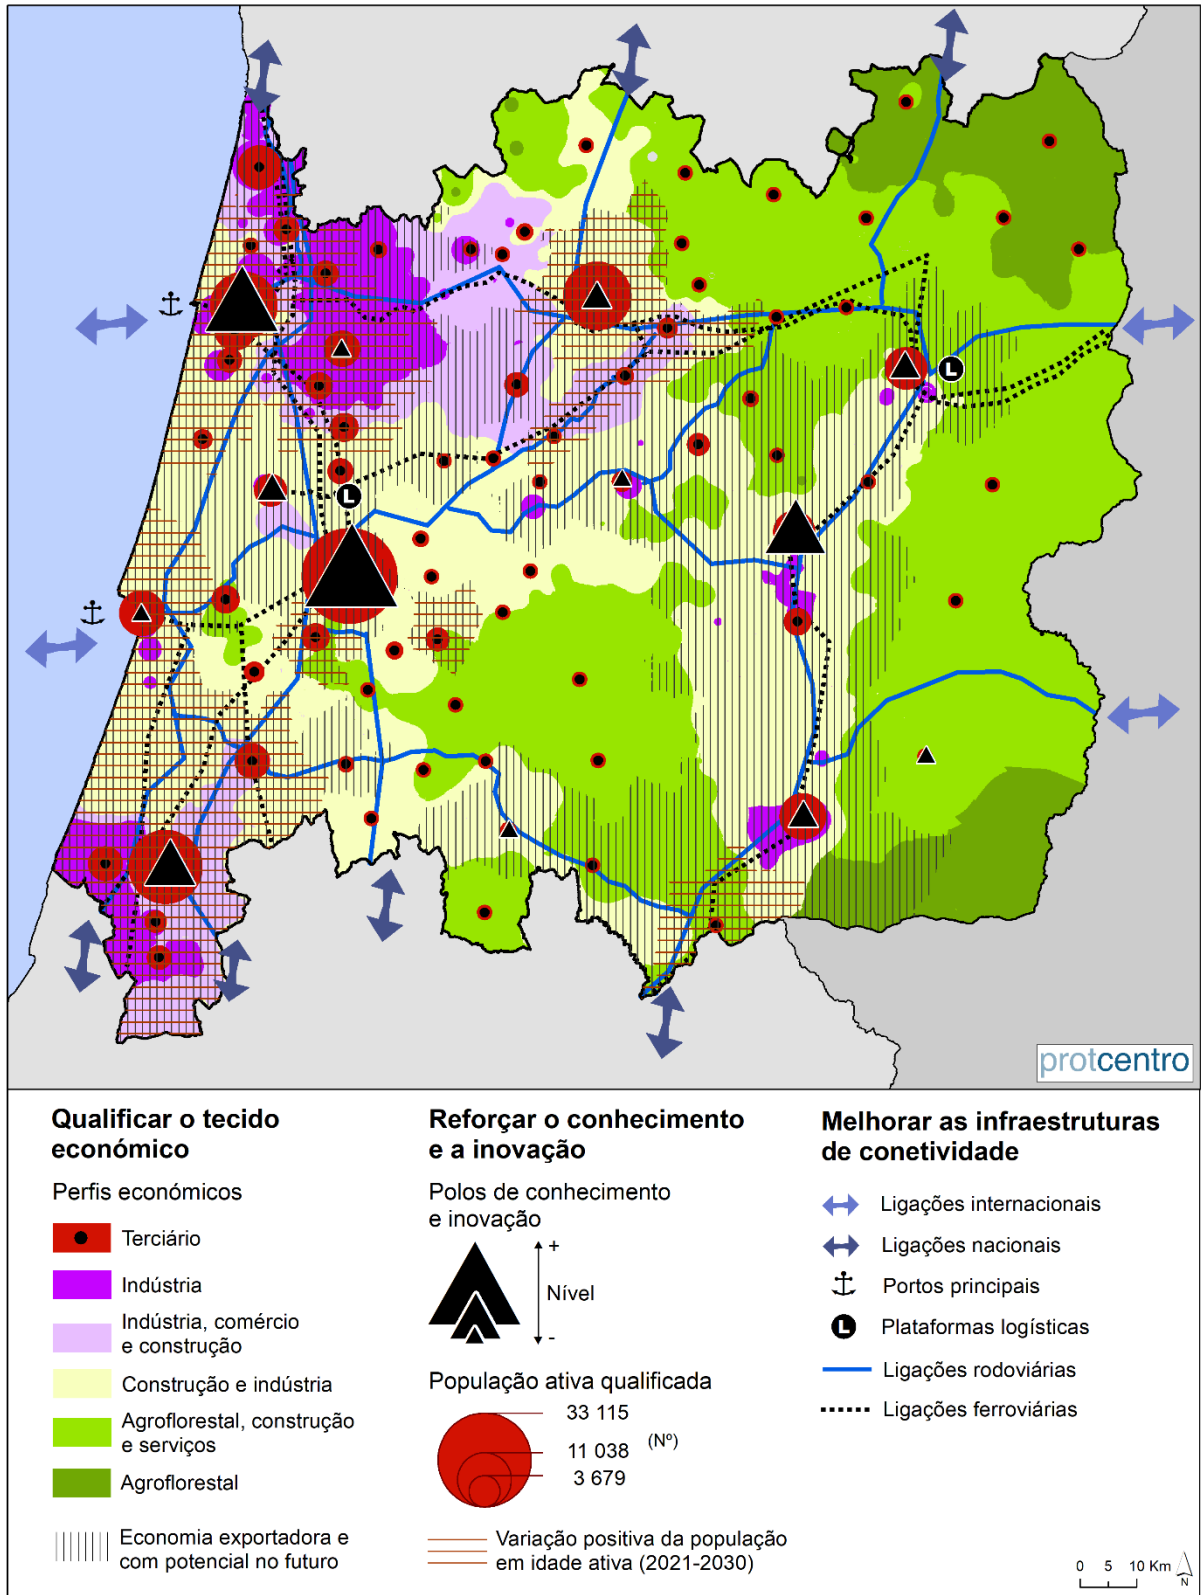 L
L
protcentro
Qualificar o tecido
económico
Perfis económicos
Terciário
Indústria
Indústria, comércio
e construção
Construção e indústria
Agroflorestal, construção
e serviços
Agroflorestal
Economia exportadora e
com potencial no futuro
Reforçar o conhecimento
e a inovação
Polos de conhecimento
e inovação
+
Nível
-
População ativa qualificada
33 115
11 038
(Nº)
3 679
Variação positiva da população
em idade ativa (2021-2030)
Melhorar as infraestruturas
de conetividade
Ligações internacionais
Ligações nacionais
Portos principais
L
Plataformas logísticas
Ligações rodoviárias
Ligações ferroviárias
0 5 10 Km
N